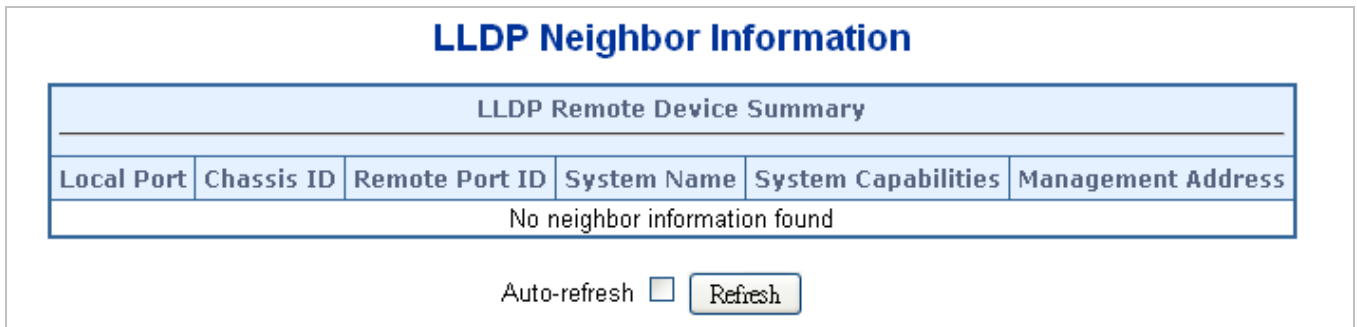 LLDP Neighbor Information
LLDP Remote Device Summary
Local Port Chassis ID Remote Port ID System Name System Capabilities Management Address
No neighbor information found
Auto-refresh Refresh